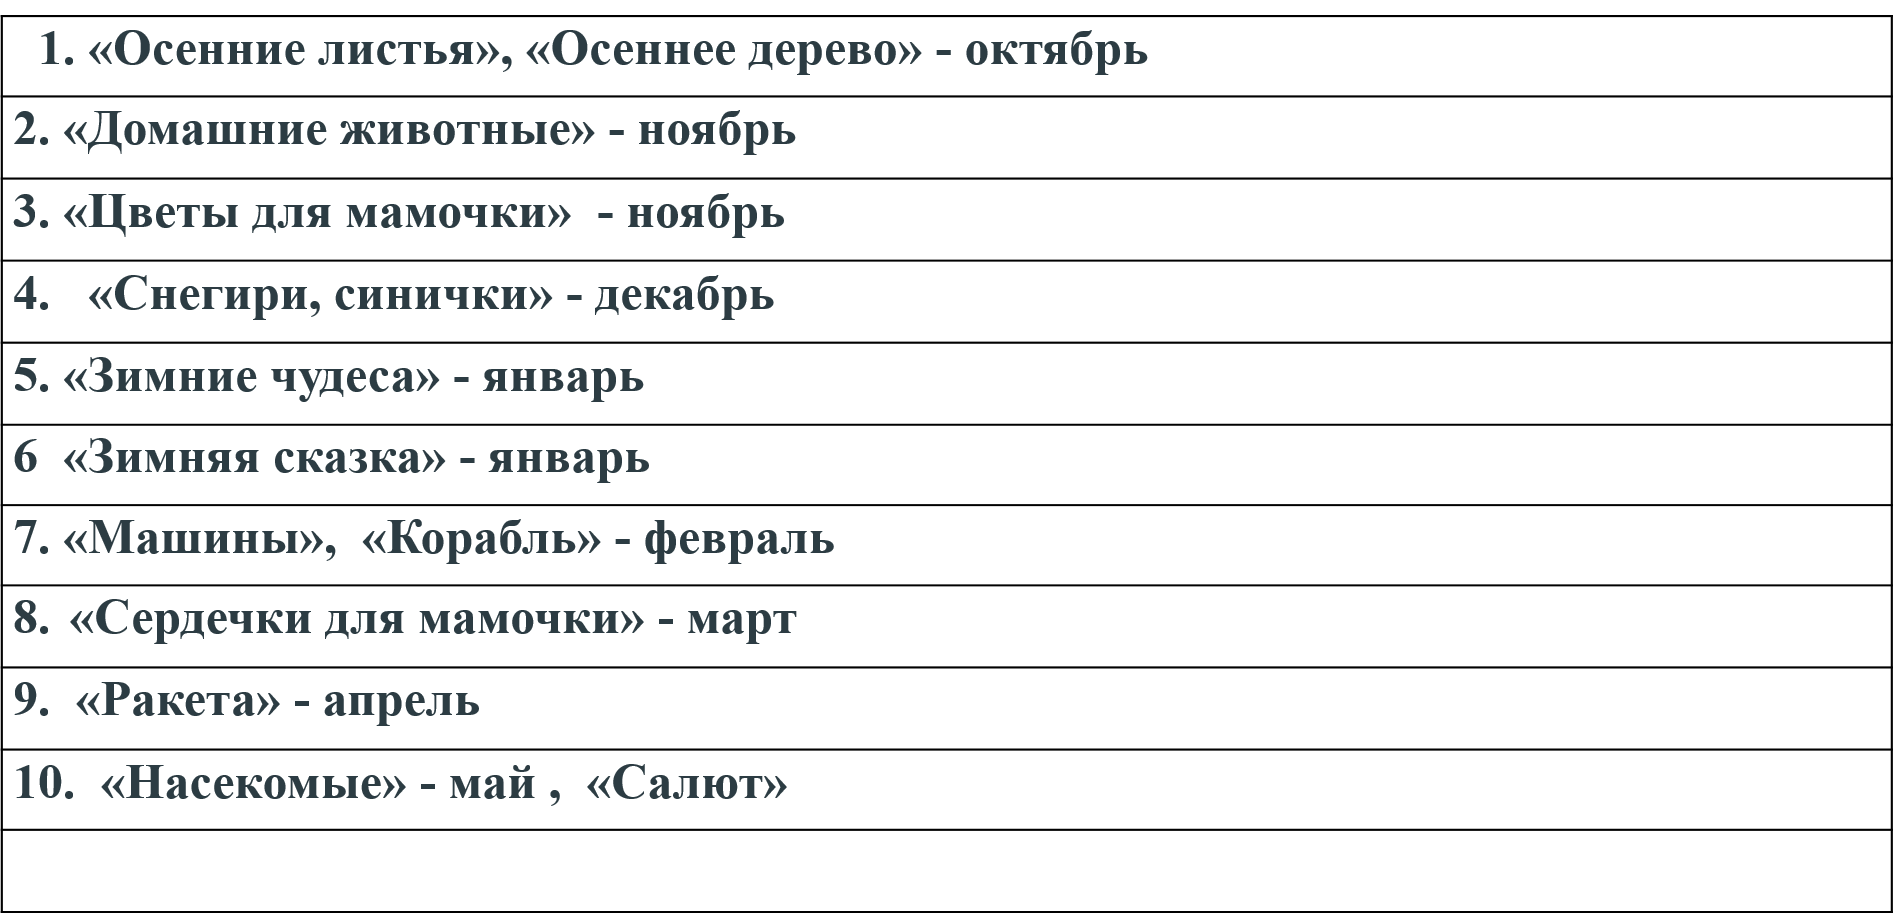 1. «Осенние листья», «Осеннее дерево» - октябрь
2. «Домашние животные» - ноябрь
3. «Цветы для мамочки»  - ноябрь
4.   «Снегири, синички» - декабрь
5. «Зимние чудеса» - январь
6  «Зимняя сказка» - январь
7. «Машины»,  «Корабль» - февраль
8.  «Сердечки для мамочки» - март
9.  «Ракета» - апрель
10.  «Насекомые» - май ,  «Салют»